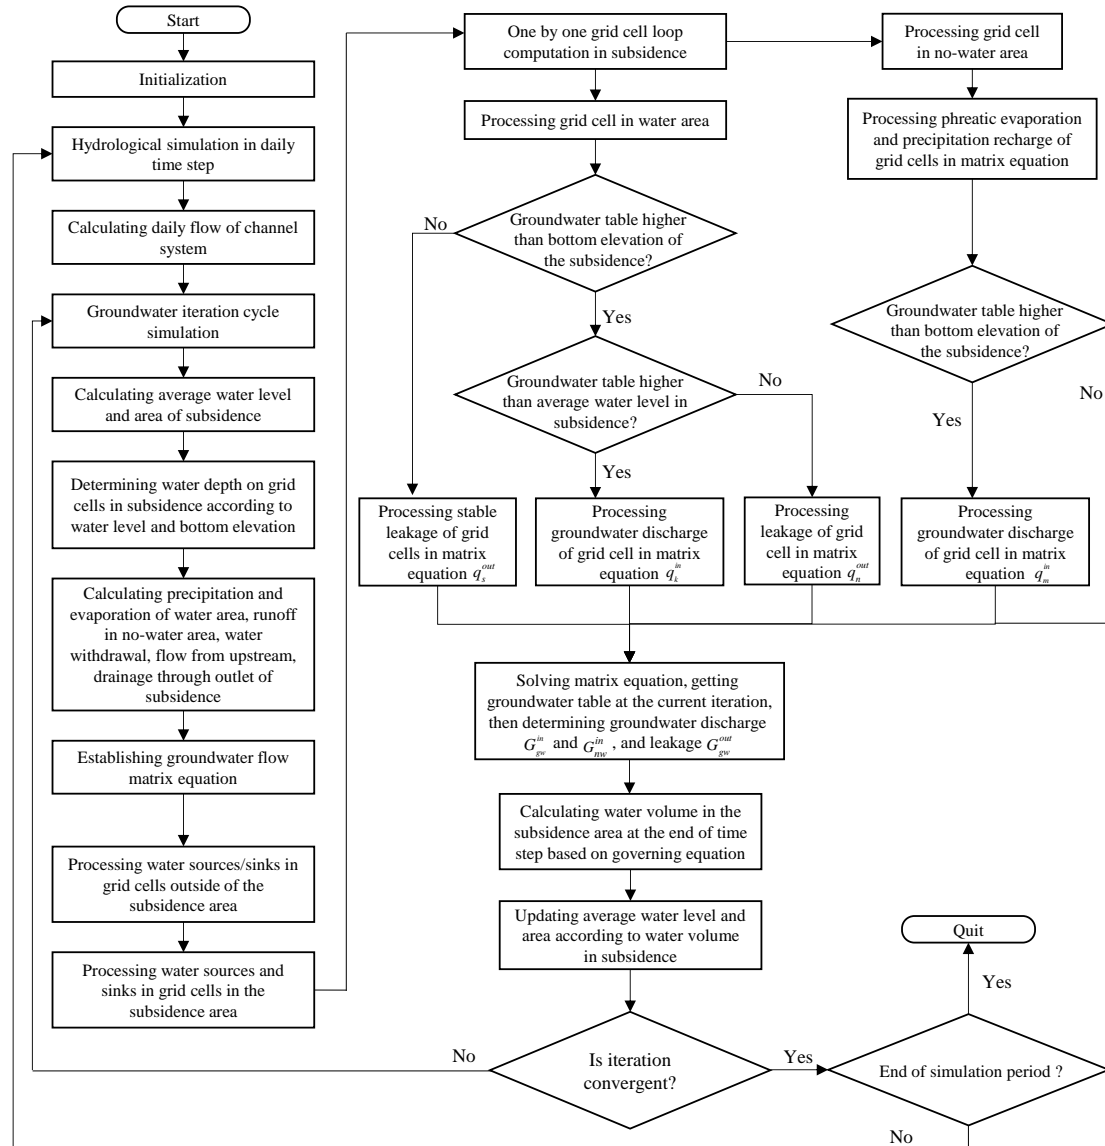 Start
Initialization
Hydrological simulation in daily
time step
Calculating daily flow of channel
system
Groundwater iteration cycle
simulation
Calculating average water level
and area of subsidence
Determining water depth on grid
cells in subsidence according to
water level and bottom elevation
Calculating precipitation and
evaporation of water area, runoff
in no-water area, water
withdrawal, flow from upstream,
drainage through outlet of
subsidence
Establishing groundwater flow
matrix equation
Processing water sources/sinks in
grid cells outside of the
subsidence area
Processing water sources and
sinks in grid cells in the
subsidence area
One by one grid cell loop
computation in subsidence
Processing grid cell in water area
Groundwater table higher
than bottom elevation of
the subsidence?
No
Yes
Groundwater table higher
than average water level in
subsidence?
No
Yes
Processing stable
leakage of grid
cells in matrix
equation q_s^{out}
Processing
groundwater discharge
of grid cell in matrix
equation q_k^{in}
Processing
leakage of grid
cell in matrix
equation q_n^{out}
Processing grid cell
in no-water area
Processing phreatic evaporation
and precipitation recharge of
grid cells in matrix equation
Groundwater table higher
than bottom elevation of
the subsidence?
No
Yes
Processing
groundwater discharge
of grid cell in matrix
equation q_m^{in}
Solving matrix equation, getting
groundwater table at the current iteration,
then determining groundwater discharge
G_{gw}^{in} and G_{nw}^{in}, and leakage G_{gw}^{out}
Calculating water volume in the
subsidence area at the end of time
step based on governing equation
Updating average water level and
area according to water volume
in subsidence
Is iteration
convergent?
No
Yes
End of simulation period ?
Yes
No
Quit